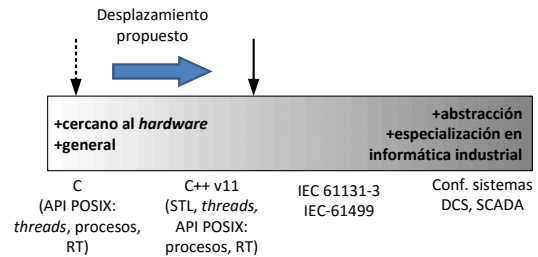 Desplazamiento
propuesto
+cercano al hardware
+general
+abstracción
+especialización en
informática industrial
C
(API POSIX:
threads, procesos,
RT)
C++ v11
(STL, threads,
API POSIX:
procesos, RT)
IEC 61131-3
IEC-61499
Conf. sistemas
DCS, SCADA